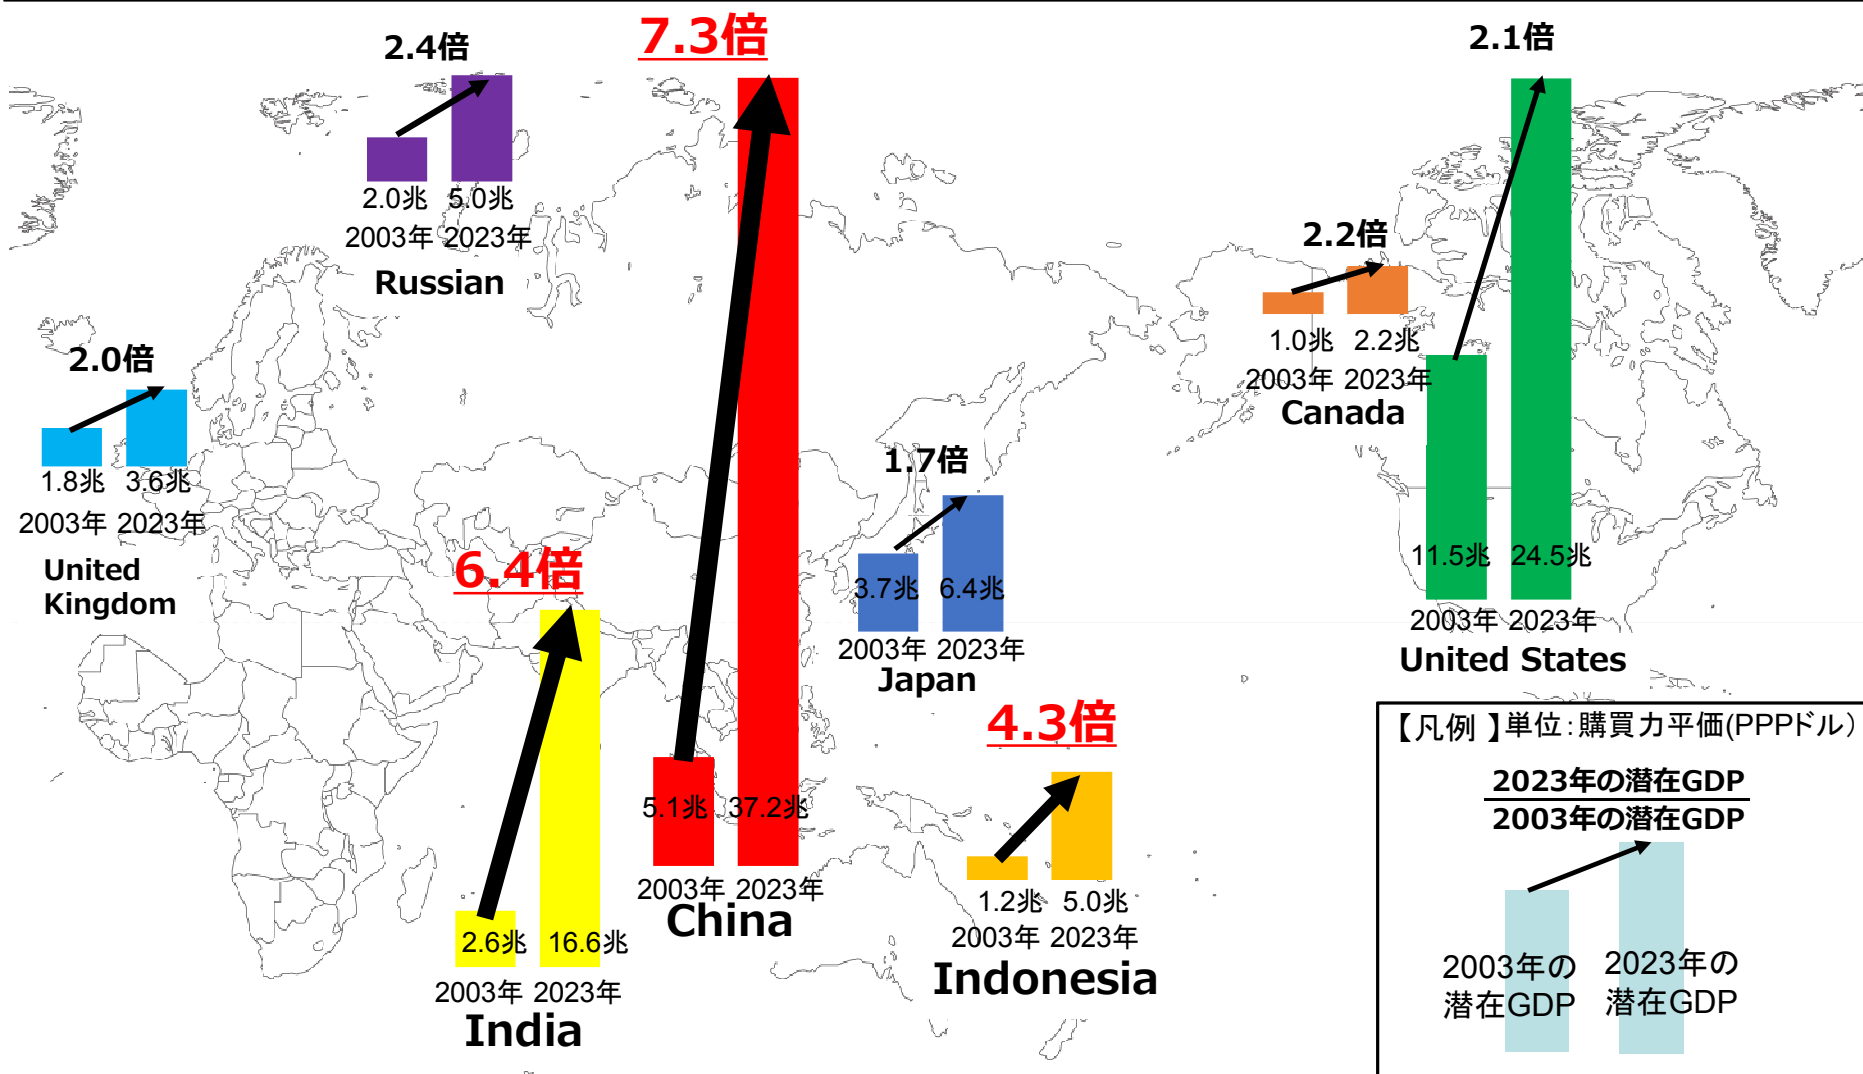 2.4倍
2.0兆 5.0兆
2003年 2023年
Russian
7.3倍
5.1兆 37.2兆
2003年 2023年
China
2.1倍
11.5兆 24.5兆
2003年 2023年
United States
2.2倍
1.0兆 2.2兆
2003年 2023年
Canada
2.0倍
1.8兆 3.6兆
2003年 2023年
United
Kingdom
1.7倍
3.7兆 6.4兆
2003年 2023年
Japan
6.4倍
2.6兆 16.6兆
2003年 2023年
India
4.3倍
1.2兆 5.0兆
2003年 2023年
Indonesia
【凡例】単位：購買力平価(PPPドル)
2023年の潜在GDP
2003年の潜在GDP
2003年の 2023年の
潜在GDP 潜在GDP